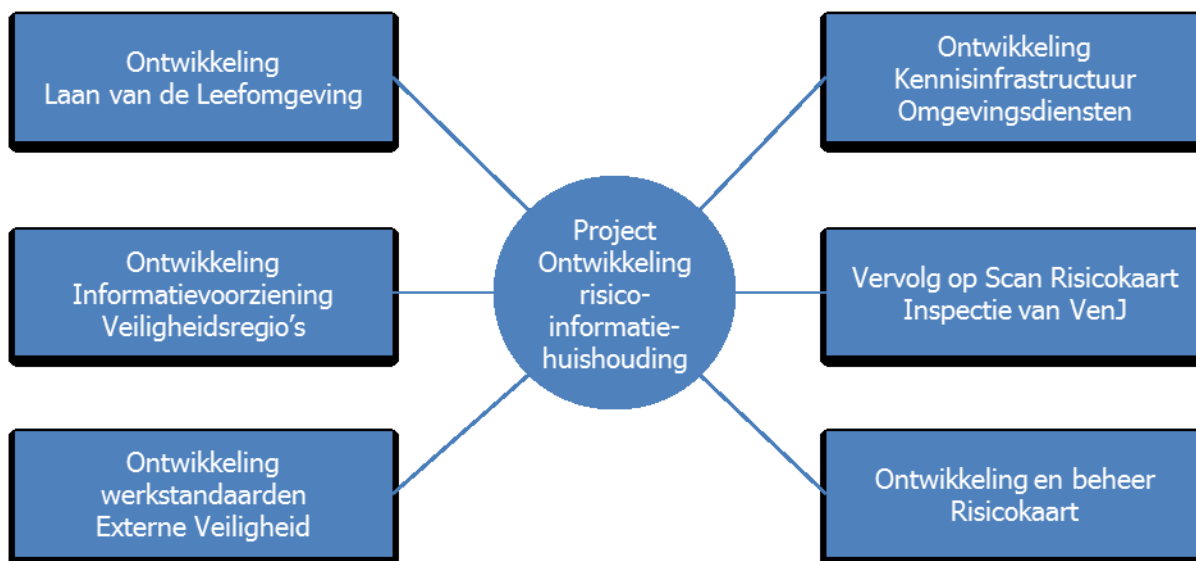 Ontwikkeling
Laan van de Leefomgeving
Ontwikkeling
Kennisinfrastructuur
Omgevingsdiensten
Ontwikkeling
Informatievoorziening
Veiligheidsregio's
Project
Ontwikkeling
risico-
informatie-
huishouding
Vervolg op Scan Risicokaart
Inspectie van VenJ
Ontwikkeling
werkstandaarden
Externe Veiligheid
Ontwikkeling en beheer
Risicokaart